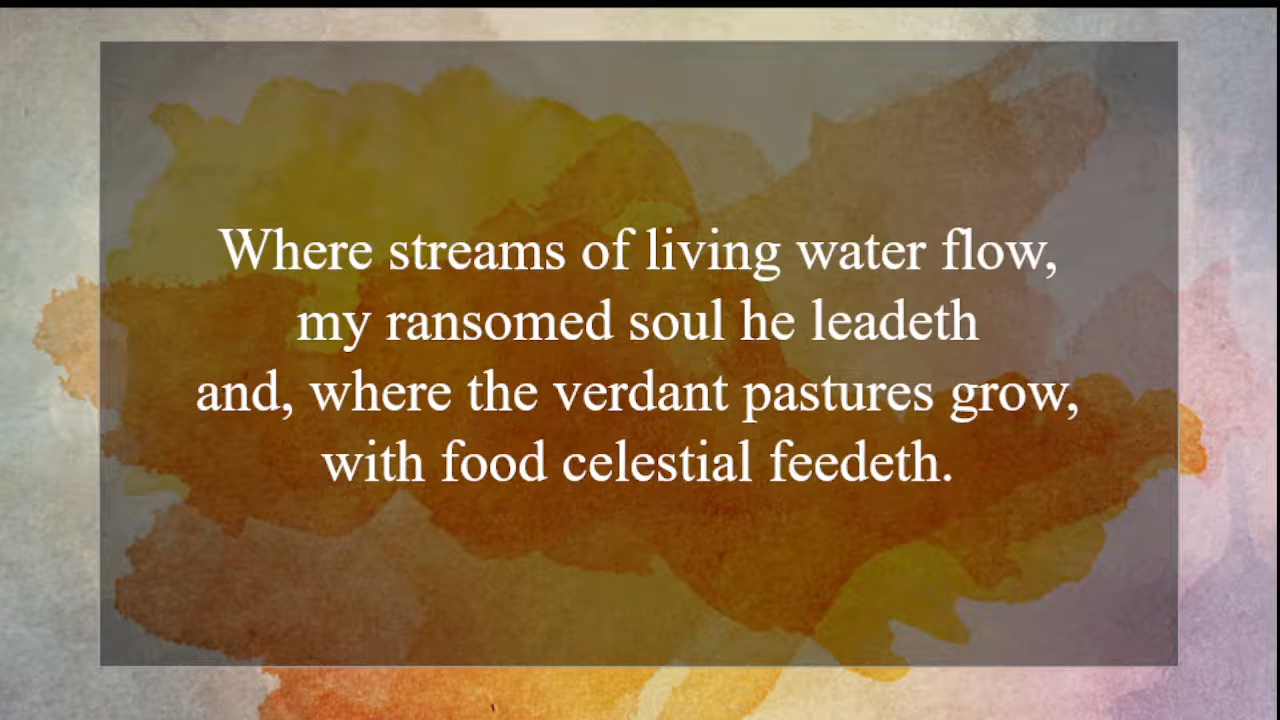 Where streams of living water flow,
my ransomed soul he leadeth
and, where the verdant pastures grow,
with food celestial feedeth.